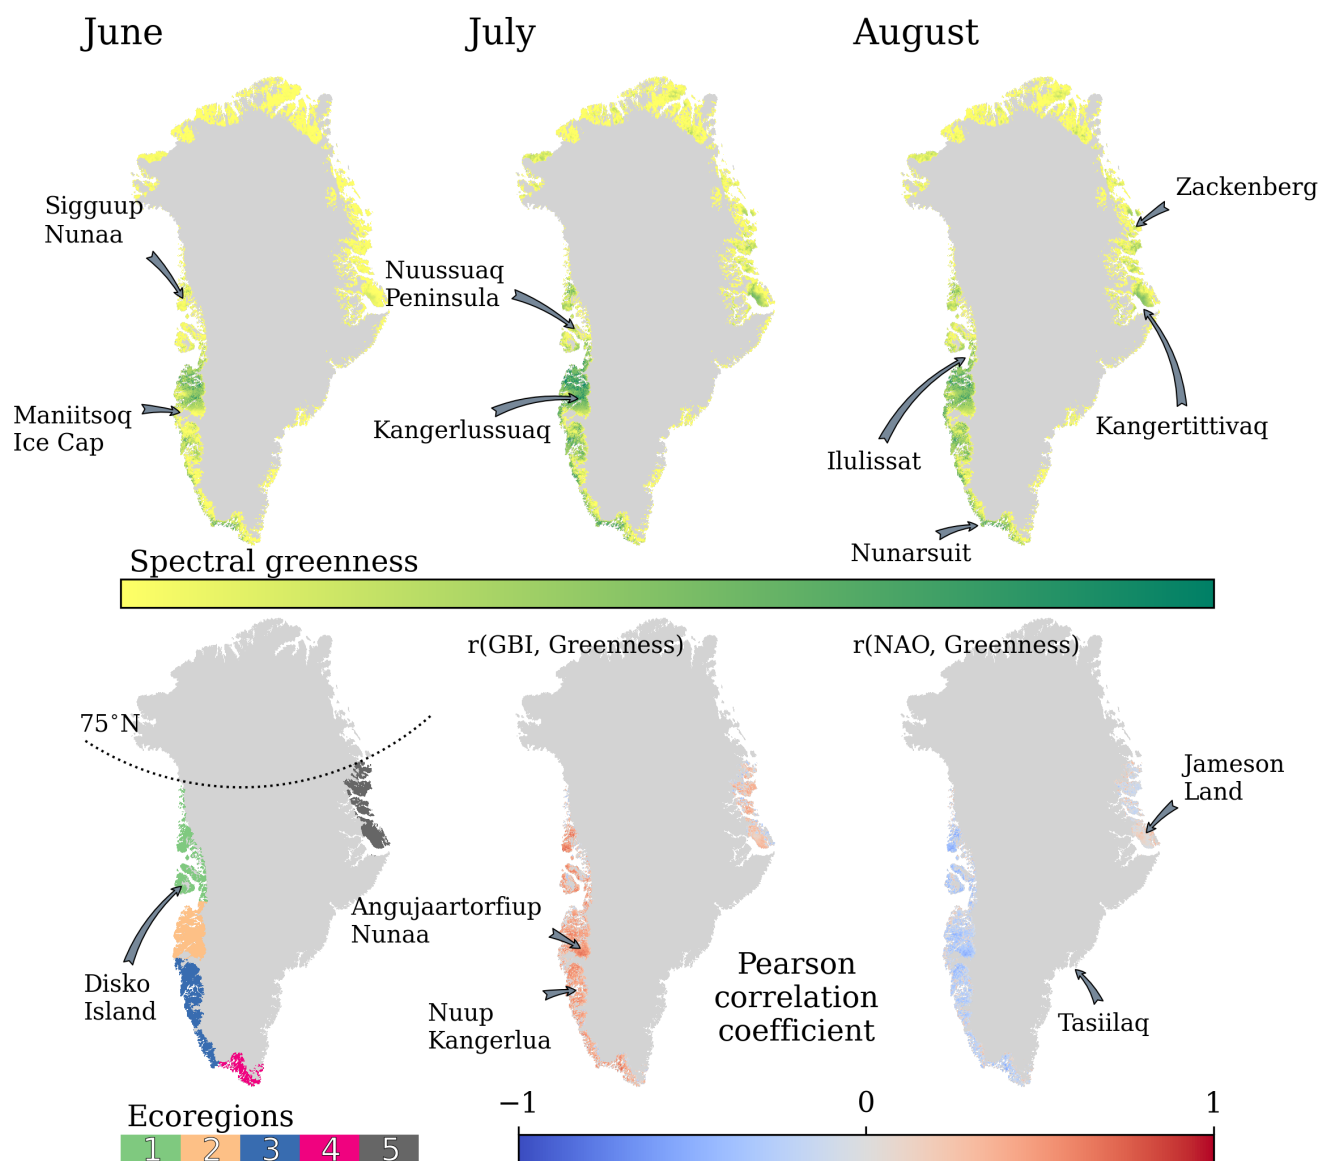 June
July
August
Zackenberg
Sigguup
Nunaa
Nuussuaq
Peninsula
Maniitsoq
Ice Cap
Kangerlussuaq
Kangertittivaq
Ilulissat
Nunarsuit
Spectral greenness
r(GBI, Greenness)
r(NAO, Greenness)
75°N
Jameson
Land
Angujaartorfiup
Nunaa
Disko
Island
Nuup
Kangerlua
Pearson
correlation
coefficient
Tasiilaq
Ecoregions
1 2 3 4 5
−1 0 1